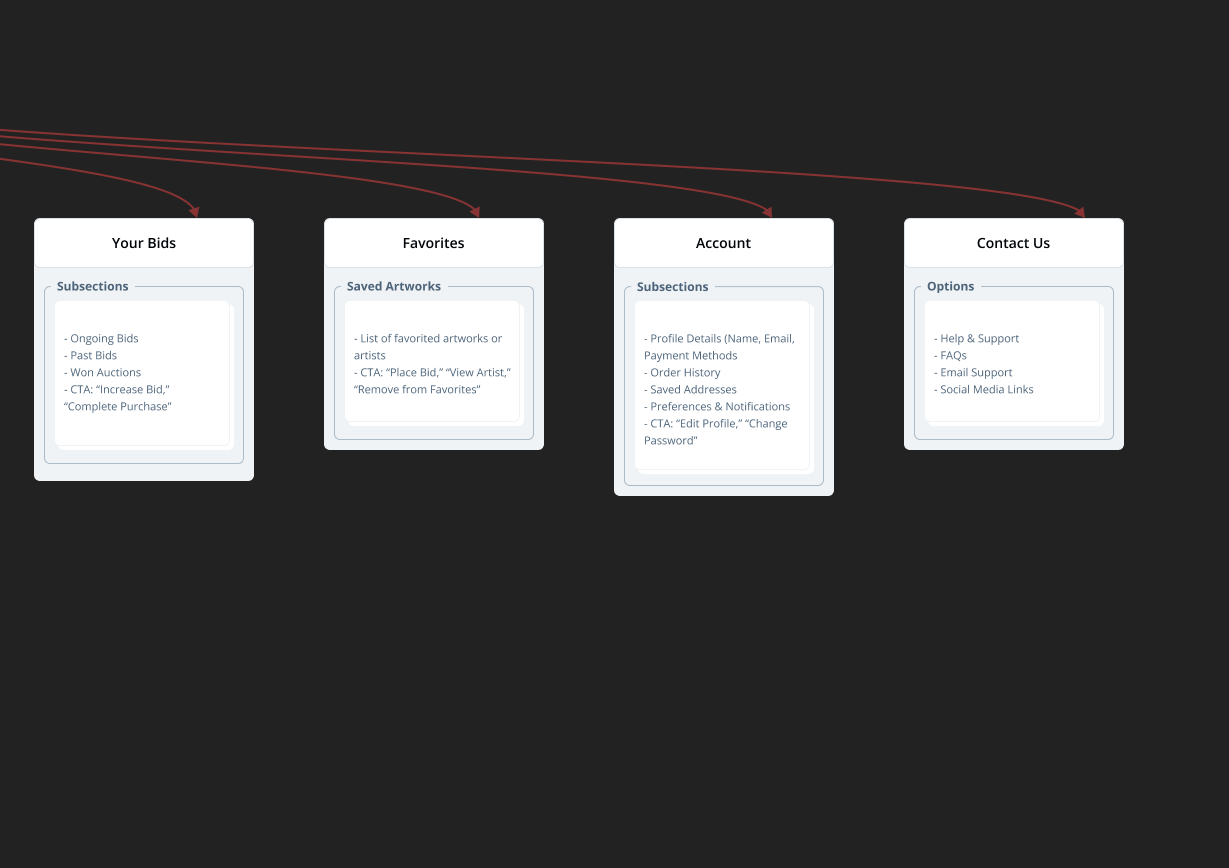 Your Bids
Subsections
- Ongoing Bids
- Past Bids
- Won Auctions
- CTA: “Increase Bid,”
“Complete Purchase”
Favorites
Saved Artworks
- List of favorited artworks or
artists
- CTA: “Place Bid,” “View Artist,”
“Remove from Favorites”
Account
Subsections
- Profile Details (Name, Email,
Payment Methods
- Order History
- Saved Addresses
- Preferences & Notifications
- CTA: “Edit Profile,” “Change
Password”
Contact Us
Options
- Help & Support
- FAQs
- Email Support
- Social Media Links